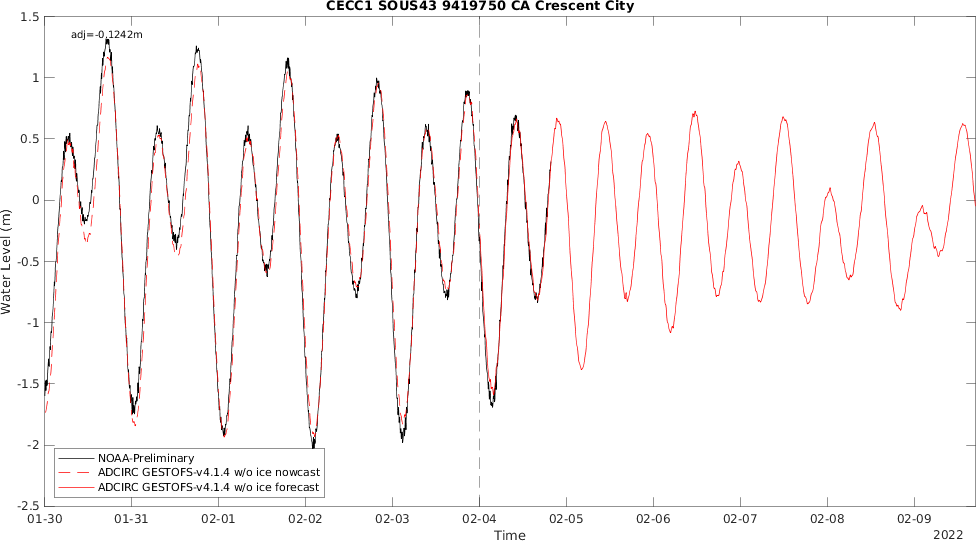 CECC1 SOUS43 9419750 CA Crescent City
adj=-0.1242m
1.5
1
0.5
0
-0.5
-1
-1.5
-2
-2.5
Water Level (m)
NOAA-Preliminary
ADCIRC GESTOFS-v4.1.4 w/o ice nowcast
ADCIRC GESTOFS-v4.1.4 w/o ice forecast
01-30 01-31 02-01 02-02 02-03 02-04 02-05 02-06 02-07 02-08 02-09
Time
2022